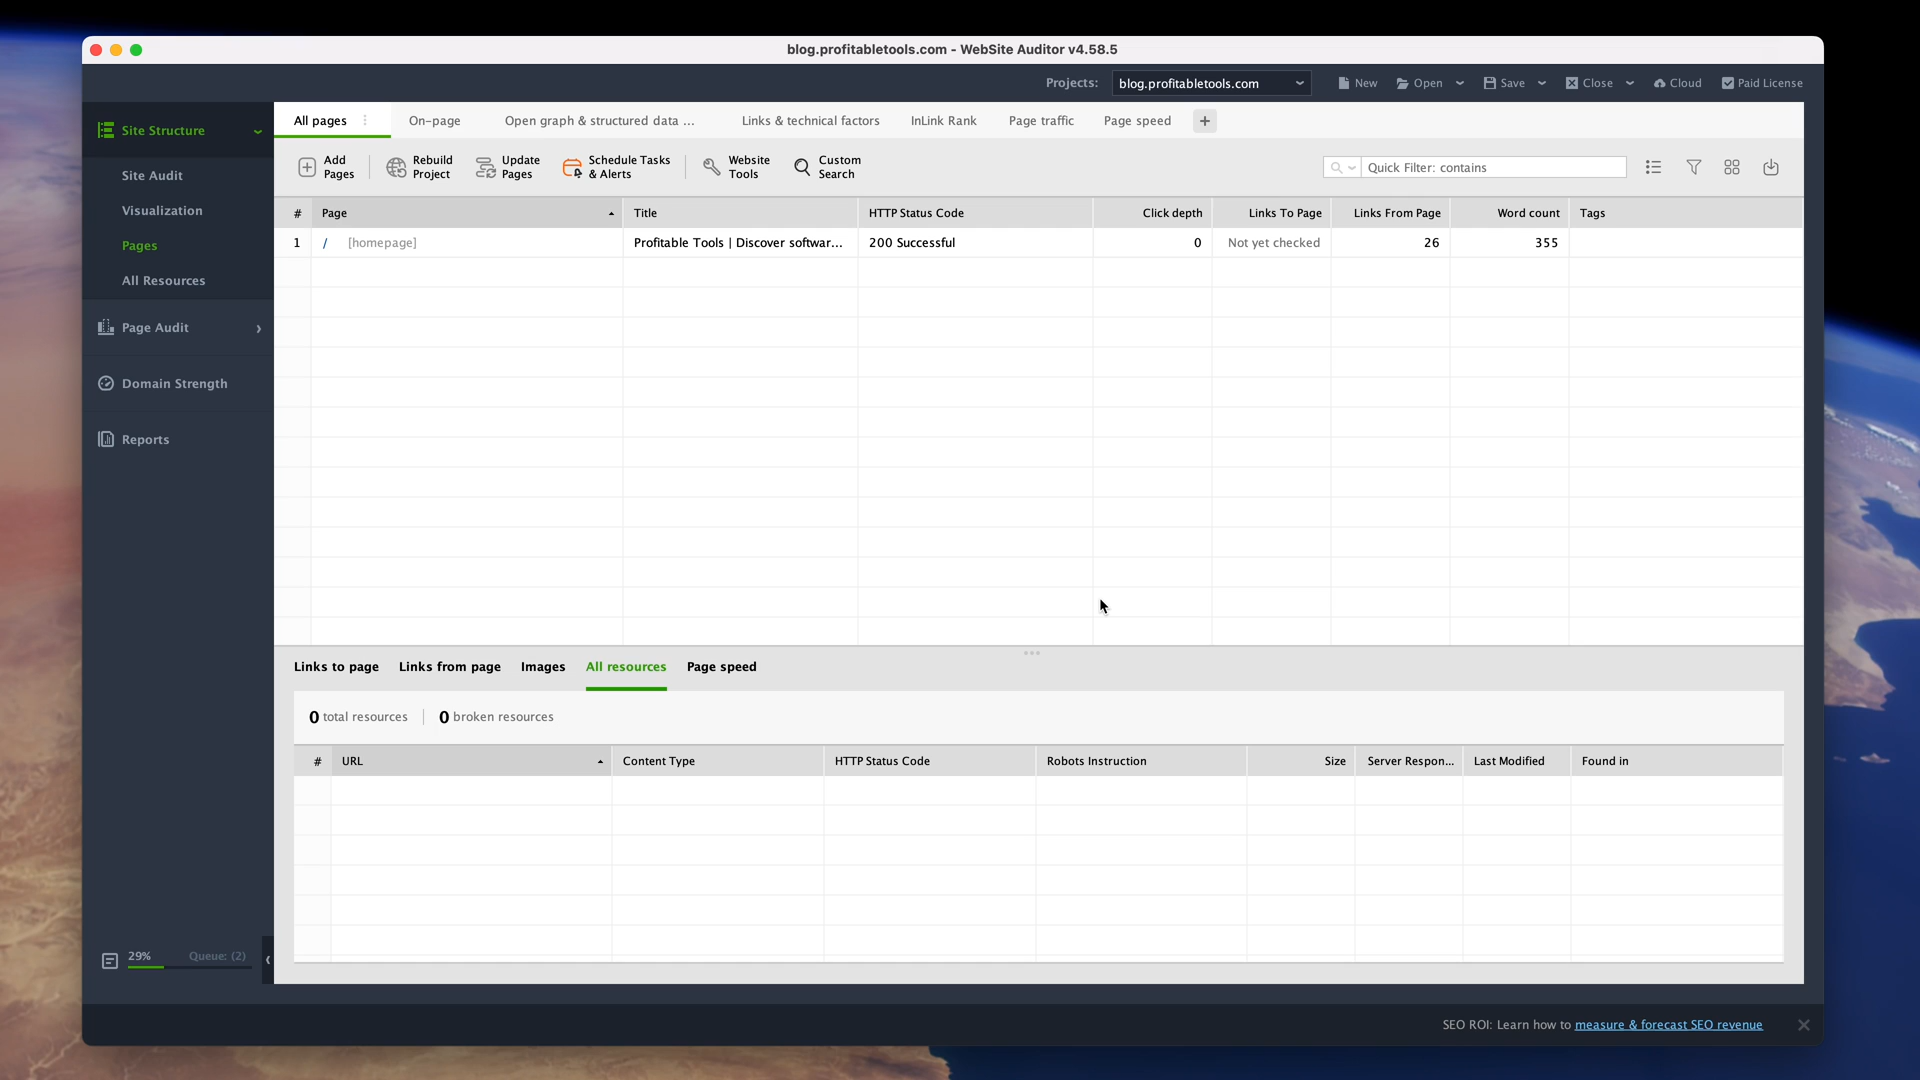 blog.profitabletools.com - WebSite Auditor v4.58.5
Projects: blog.profitabletools.com New Open Save Close Cloud Paid License
Site Structure
Site Audit
Visualization
Pages
All Resources
Page Audit
Domain Strength
Reports
29% Queue: (2)
All pages On-page Open graph & structured data ... Links & technical factors InLink Rank Page traffic Page speed
Add Pages
Rebuild Project
Update Pages
Schedule Tasks & Alerts
Website Tools
Custom Search
Quick Filter: contains
# Page Title HTTP Status Code Click depth Links To Page Links From Page Word count Tags
1 / [homepage] Profitable Tools | Discover softwar... 200 Successful 0 Not yet checked 26 355
Links to page Links from page Images All resources Page speed
0 total resources 0 broken resources
# URL Content Type HTTP Status Code Robots Instruction Size Server Respon... Last Modified Found in
SEO ROI: Learn how to measure & forecast SEO revenue